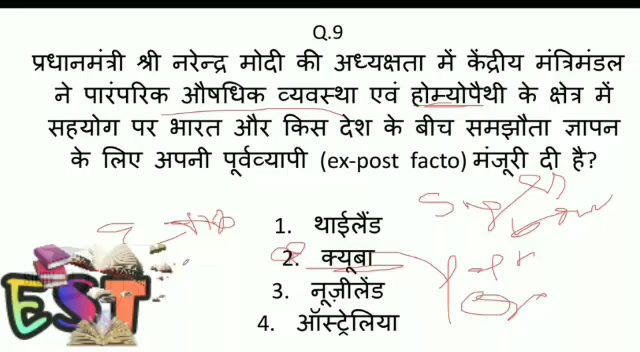 Q.9
प्रधानमंत्री श्री नरेन्द्र मोदी की अध्यक्षता में केंद्रीय मंत्रिमंडल
ने पारंपरिक औषधिक व्यवस्था एवं होम्योपैथी के क्षेत्र में
सहयोग पर भारत और किस देश के बीच समझौता ज्ञापन
के लिए अपनी पूर्वव्यापी (ex-post facto) मंजूरी दी है?
1. थाईलैंड
2. क्यूबा
3. नूज़ीलेंड
4. ऑस्ट्रेलिया
EST